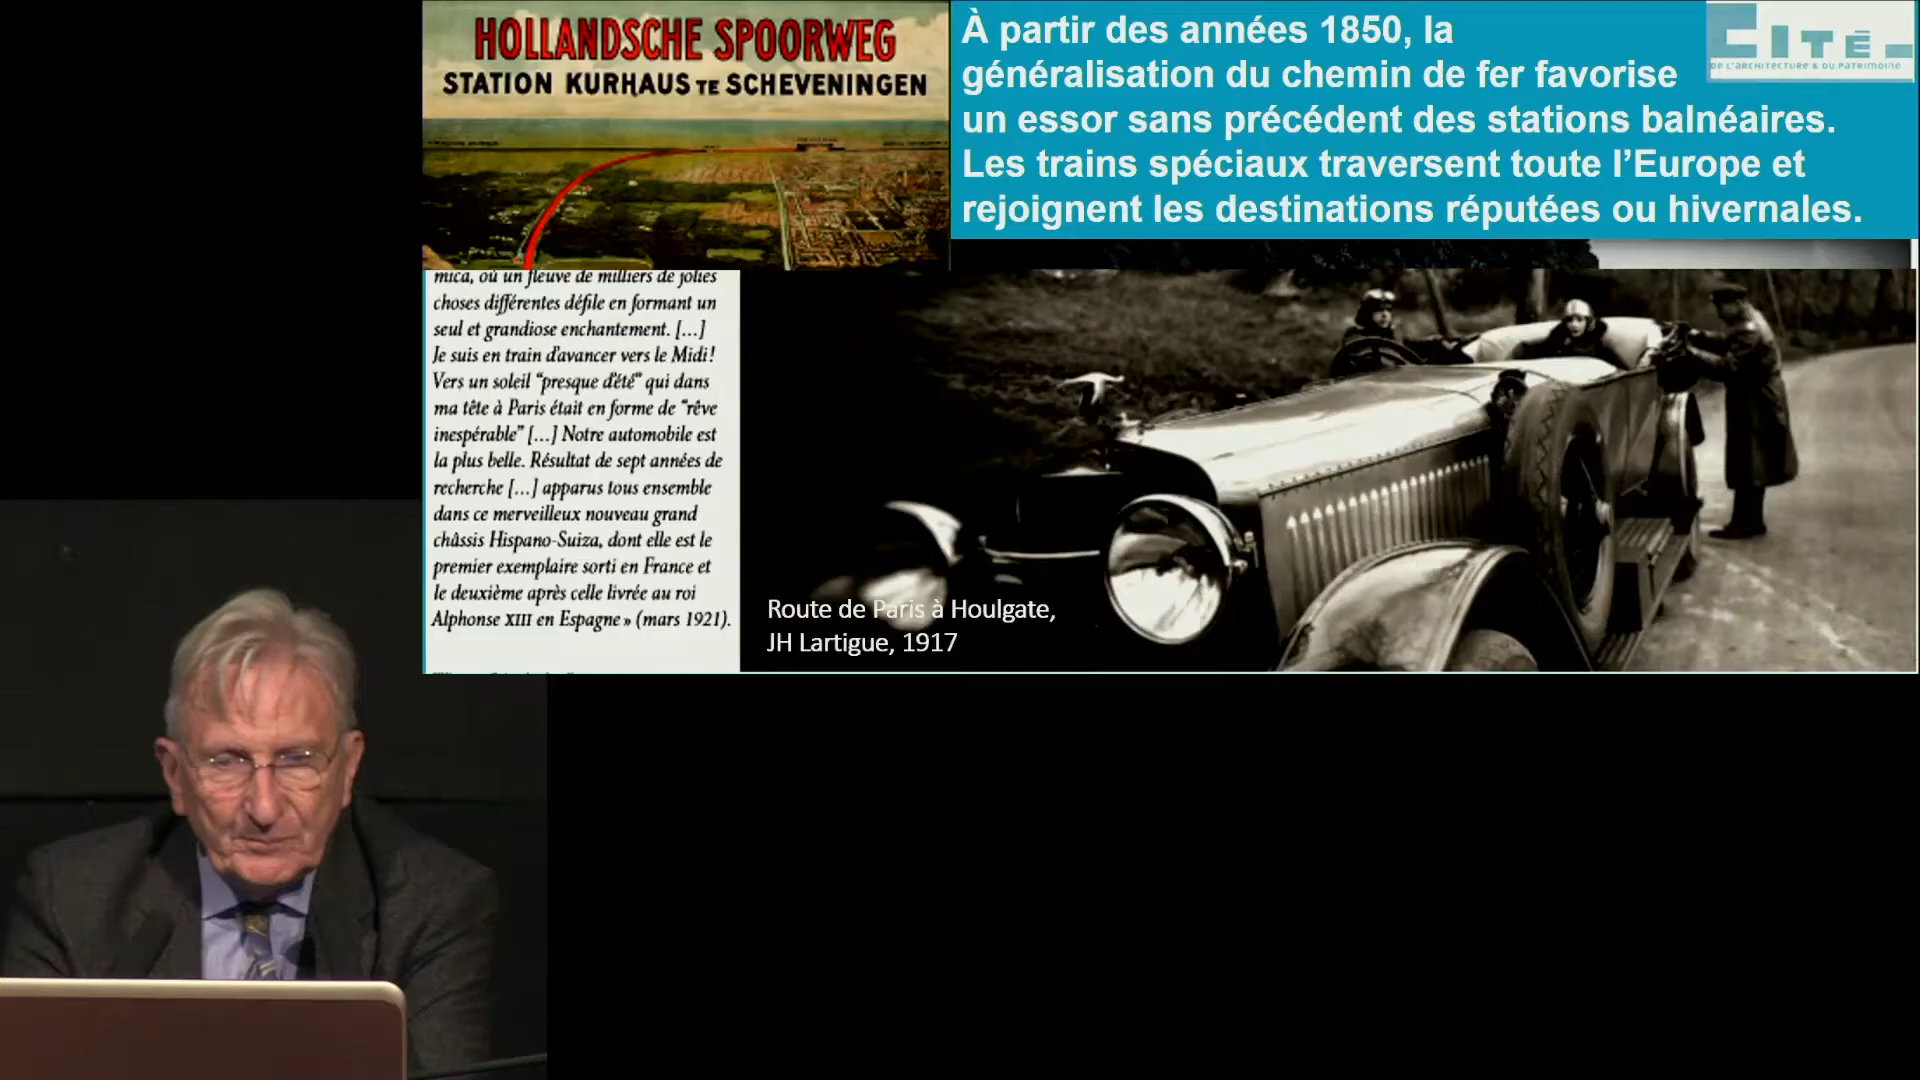 HOLLANDSCHE SPOORWEG
STATION KURHAUS TE SCHEVENINGEN
À partir des années 1850, la
généralisation du chemin de fer favorise
un essor sans précédent des stations balnéaires.
Les trains spéciaux traversent toute l’Europe et
rejoignent les destinations réputées ou hivernales.
CITÉ
DE L'ARCHITECTURE & DU PATRIMOINE
mica, où un fleuve de milliers de jolies
choses différentes défile en formant un
seul et grandiose enchantement. [...]
Je suis en train d'avancer vers le Midi!
Vers un soleil “presque d'été” qui dans
ma tête à Paris était en forme de “rêve
inespérable” [...] Notre automobile est
la plus belle. Résultat de sept années de
recherche [...] apparus tous ensemble
dans ce merveilleux nouveau grand
châssis Hispano-Suiza, dont elle est le
premier exemplaire sorti en France et
le deuxième après celle livrée au roi
Alphonse XIII en Espagne » (mars 1921).
Route de Paris à Houlgate,
JH Lartigue, 1917